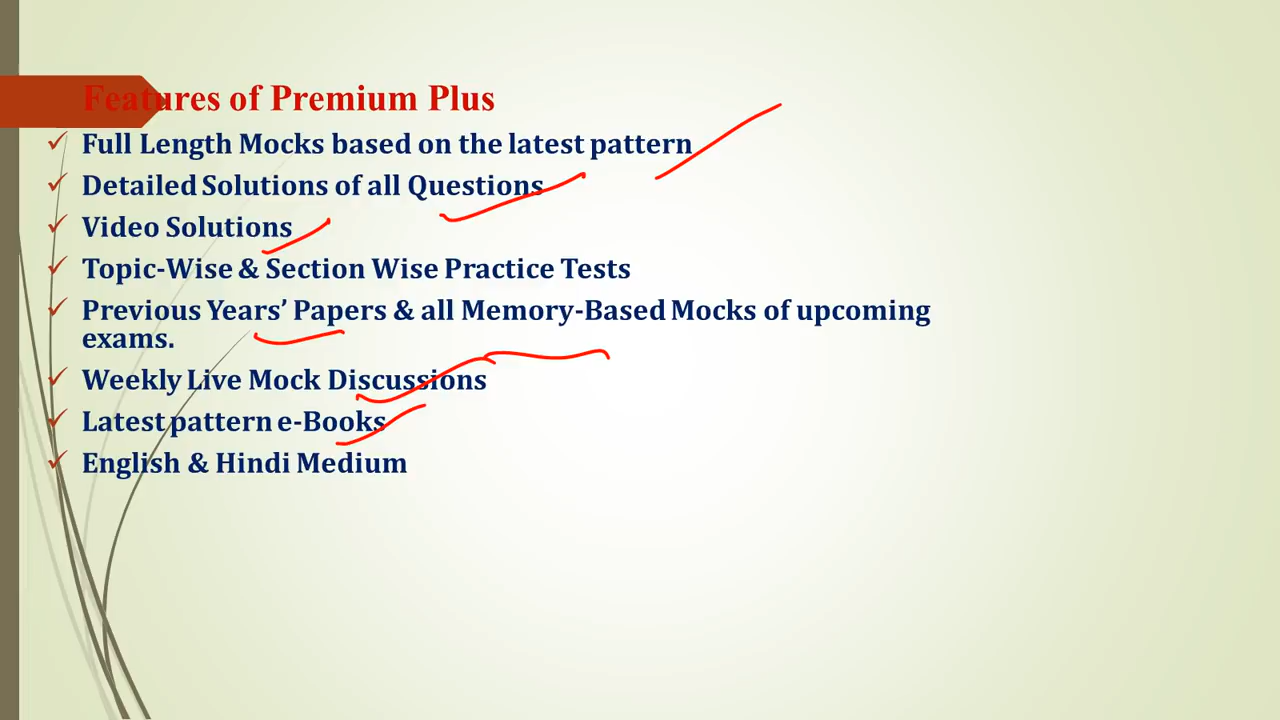 Features of Premium Plus
Full Length Mocks based on the latest pattern
Detailed Solutions of all Questions
Video Solutions
Topic-Wise & Section Wise Practice Tests
Previous Years’ Papers & all Memory-Based Mocks of upcoming
exams.
Weekly Live Mock Discussions
Latest pattern e-Books
English & Hindi Medium